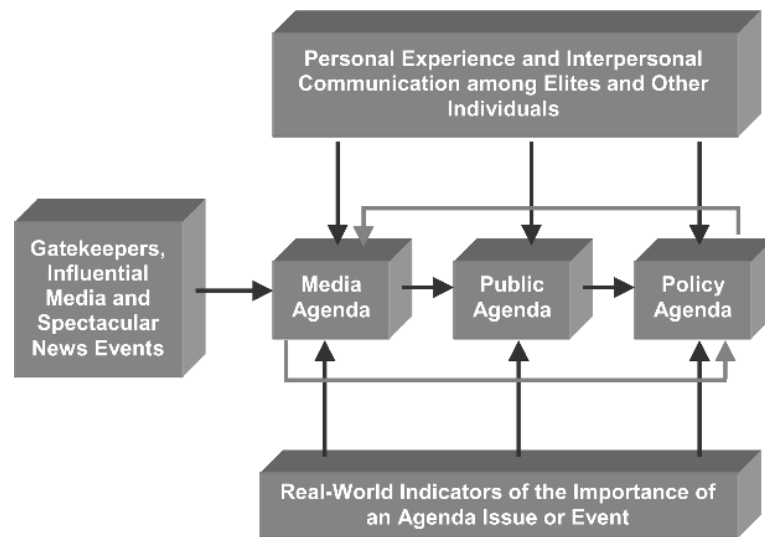 Personal Experience and Interpersonal
Communication among Elites and Other
Individuals
Gatekeepers,
Influential
Media and
Spectacular
News Events
Media
Agenda
Public
Agenda
Policy
Agenda
Real-World Indicators of the Importance of
an Agenda Issue or Event